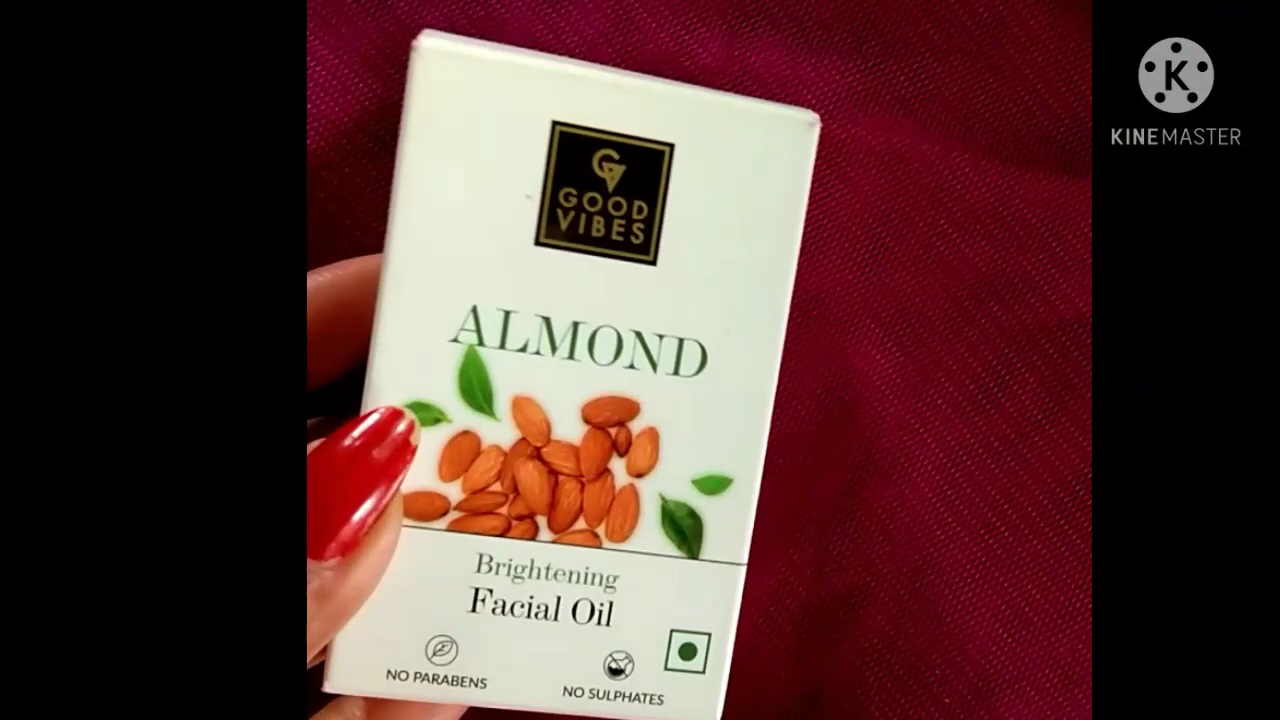 GOOD
VIBES
ALMOND
Brightening
Facial Oil
NO PARABENS
NO SULPHATES
K
KINEMASTER